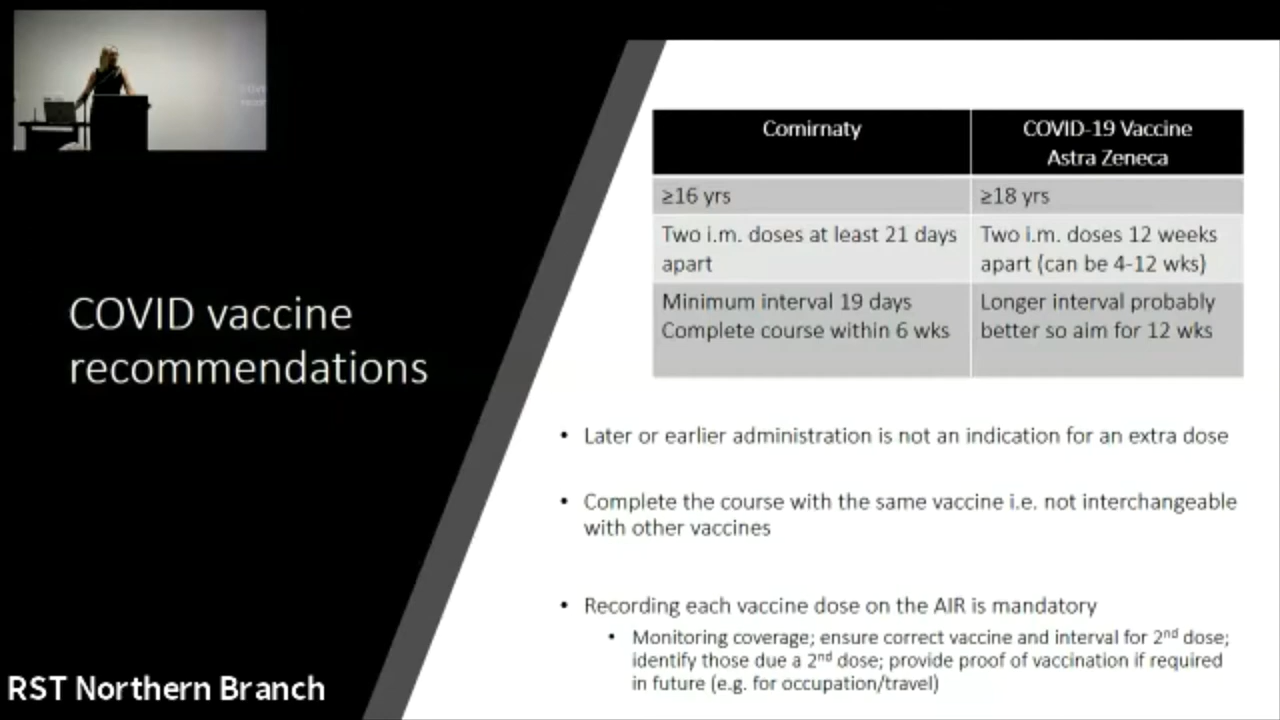 COVID vaccine
recommendations
Comirnaty
COVID-19 Vaccine
Astra Zeneca
≥16 yrs
≥18 yrs
Two i.m. doses at least 21 days
apart
Two i.m. doses 12 weeks
apart (can be 4-12 wks)
Minimum interval 19 days
Complete course within 6 wks
Longer interval probably
better so aim for 12 wks
• Later or earlier administration is not an indication for an extra dose
• Complete the course with the same vaccine i.e. not interchangeable
with other vaccines
• Recording each vaccine dose on the AIR is mandatory
• Monitoring coverage; ensure correct vaccine and interval for 2nd dose;
identify those due a 2nd dose; provide proof of vaccination if required
in future (e.g. for occupation/travel)
RST Northern Branch